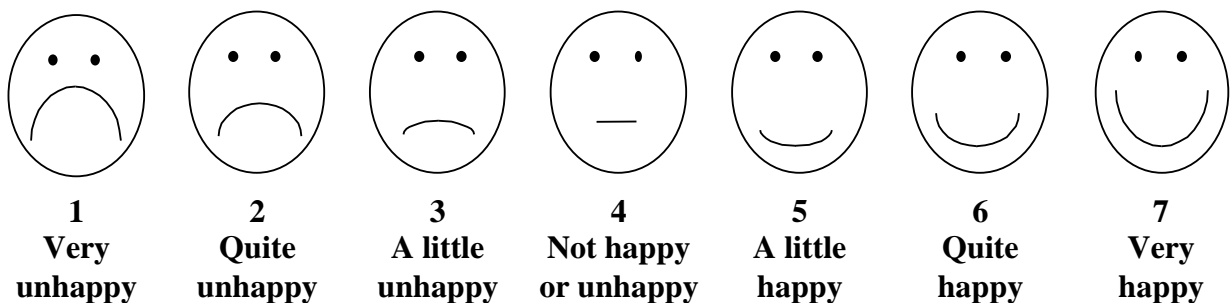 1 2 3 4 5 6 7
Very Quite A little Not happy A little Quite Very
unhappy unhappy unhappy or unhappy happy happy happy